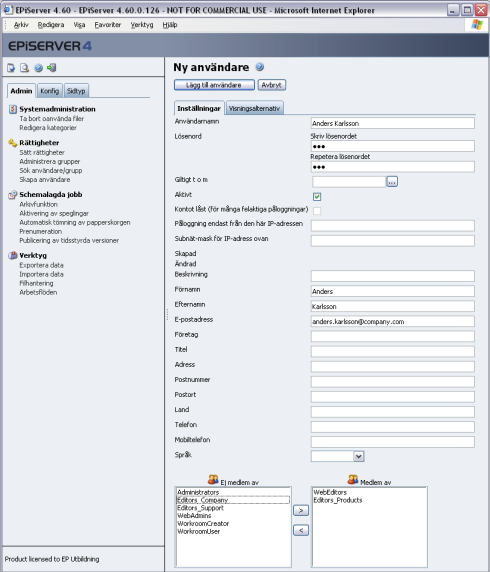 EPiServer 4.60 - EPiServer 4.60.0.126 - NOT FOR COMMERCIAL USE - Microsoft Internet Explorer
Arkiv Redigera Visa Favoriter Verktyg Hjälp
EPiSERVER 4
Admin Konfig Sidtyp
Systemadministration
Ta bort oanvända filer
Redigera kategorier
Rättigheter
Sätt rättigheter
Administrera grupper
Sök användare/grupp
Skapa användare
Schemalagda jobb
Arkivfunktion
Aktivering av speglingar
Automatisk tömning av papperskorgen
Prenumeration
Publicering av tidsstyrda versioner
Verktyg
Exportera data
Importera data
Filhantering
Arbetsflöden
Product licensed to EP Utbildning
Ny användare
Lägg till användare Avbryt
Inställningar Visningsalternativ
Användarnamn Anders Karlsson
Lösenord Skriv lösenordet
•••
Repetera lösenordet
•••
Giltigt t o m ...
Aktivt
Kontot låst (för många felaktiga påloggningar)
Påloggning endast från den här IP-adressen
Subnät-mask för IP-adress ovan
Skapad
Ändrad
Beskrivning
Förnamn Anders
Efternamn Karlsson
E-postadress anders.karlsson@company.com
Företag
Titel
Adress
Postnummer
Postort
Land
Telefon
Mobiltelefon
Språk
Ej medlem av
Administrators
Editors_Company
Editors_Support
WebAdmins
WorkroomCreator
WorkroomUser
>
<
Medlem av
WebEditors
Editors_Products